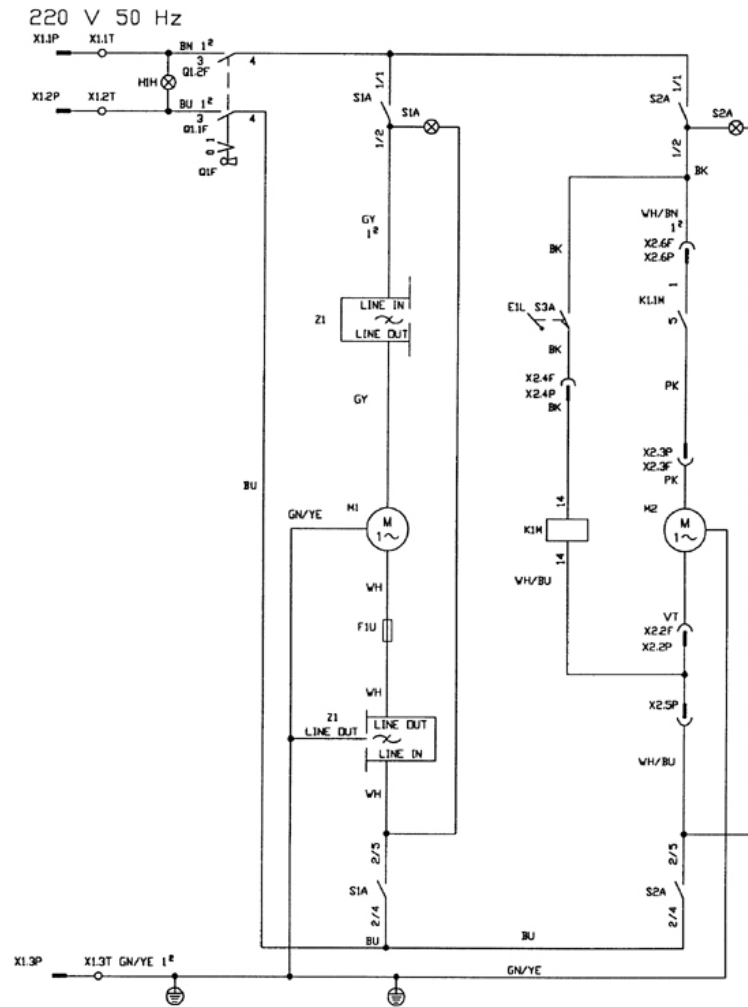 220 V 50 Hz
X1.1P X1.1T BN 1²
3 4
Q1.2F
H1H
X1.2P X1.2T BU 1²
3 4
Q1.1F
0 1
Q1F
1/1
S1A S1A
1/2
1/1
S2A S2A
1/2
BK
GY
1²
BK
WH/BN
1²
X2.6F
X2.6P
Z1
LINE IN
LINE OUT
E1L S3A
1
K1.1M
5
BK
X2.4F
X2.4P
BK
GY
PK
X2.3P
X2.3F
PK
BU
GN/YE
M1
M
1~
14
K1M
14
M2
M
1~
WH
WH/BU
F1U
VT
X2.2F
X2.2P
WH
Z1
LINE OUT
LINE OUT
LINE IN
X2.5P
WH
WH/BU
2/5
S1A
2/4
2/5
S2A
2/4
BU
BU
X1.3P X1.3T GN/YE 1²
GN/YE